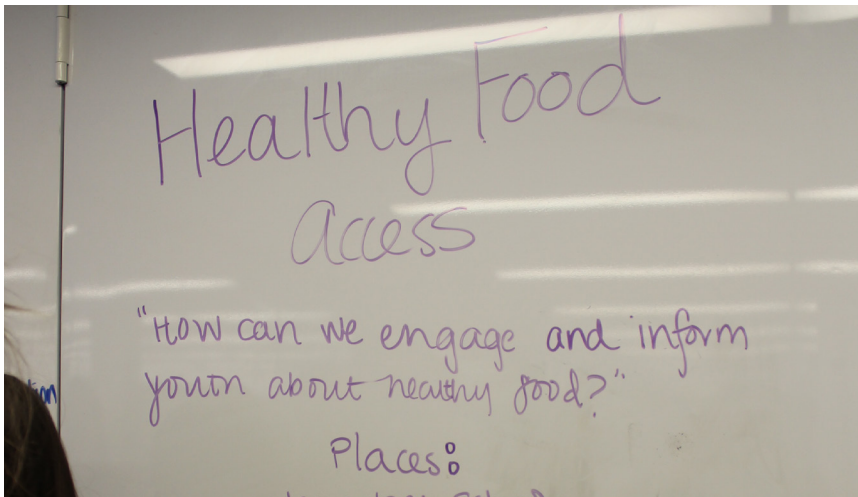 Healthy Food
Access
"How can we engage and inform
youth about healthy food?"
Places: